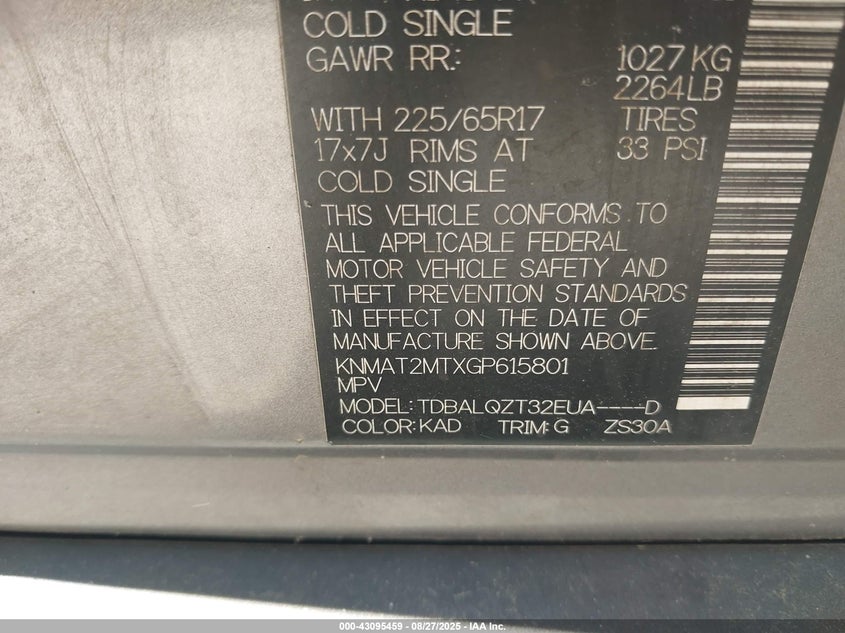 COLD SINGLE
GAWR RR.: 1027 KG
2264LB
WITH 225/65R17 TIRES
17x7J RIMS AT 33 PSI
COLD SINGLE
THIS VEHICLE CONFORMS TO
ALL APPLICABLE FEDERAL
MOTOR VEHICLE SAFETY AND
THEFT PREVENTION STANDARDS
IN EFFECT ON THE DATE OF
MANUFACTURE SHOWN ABOVE.
KNMAT2MTXGP615801
MPV
MODEL: TDBALQZT32EUA----D
COLOR: KAD TRIM: G ZS30A
000-43095459 - 08/27/2025 - IAA Inc.